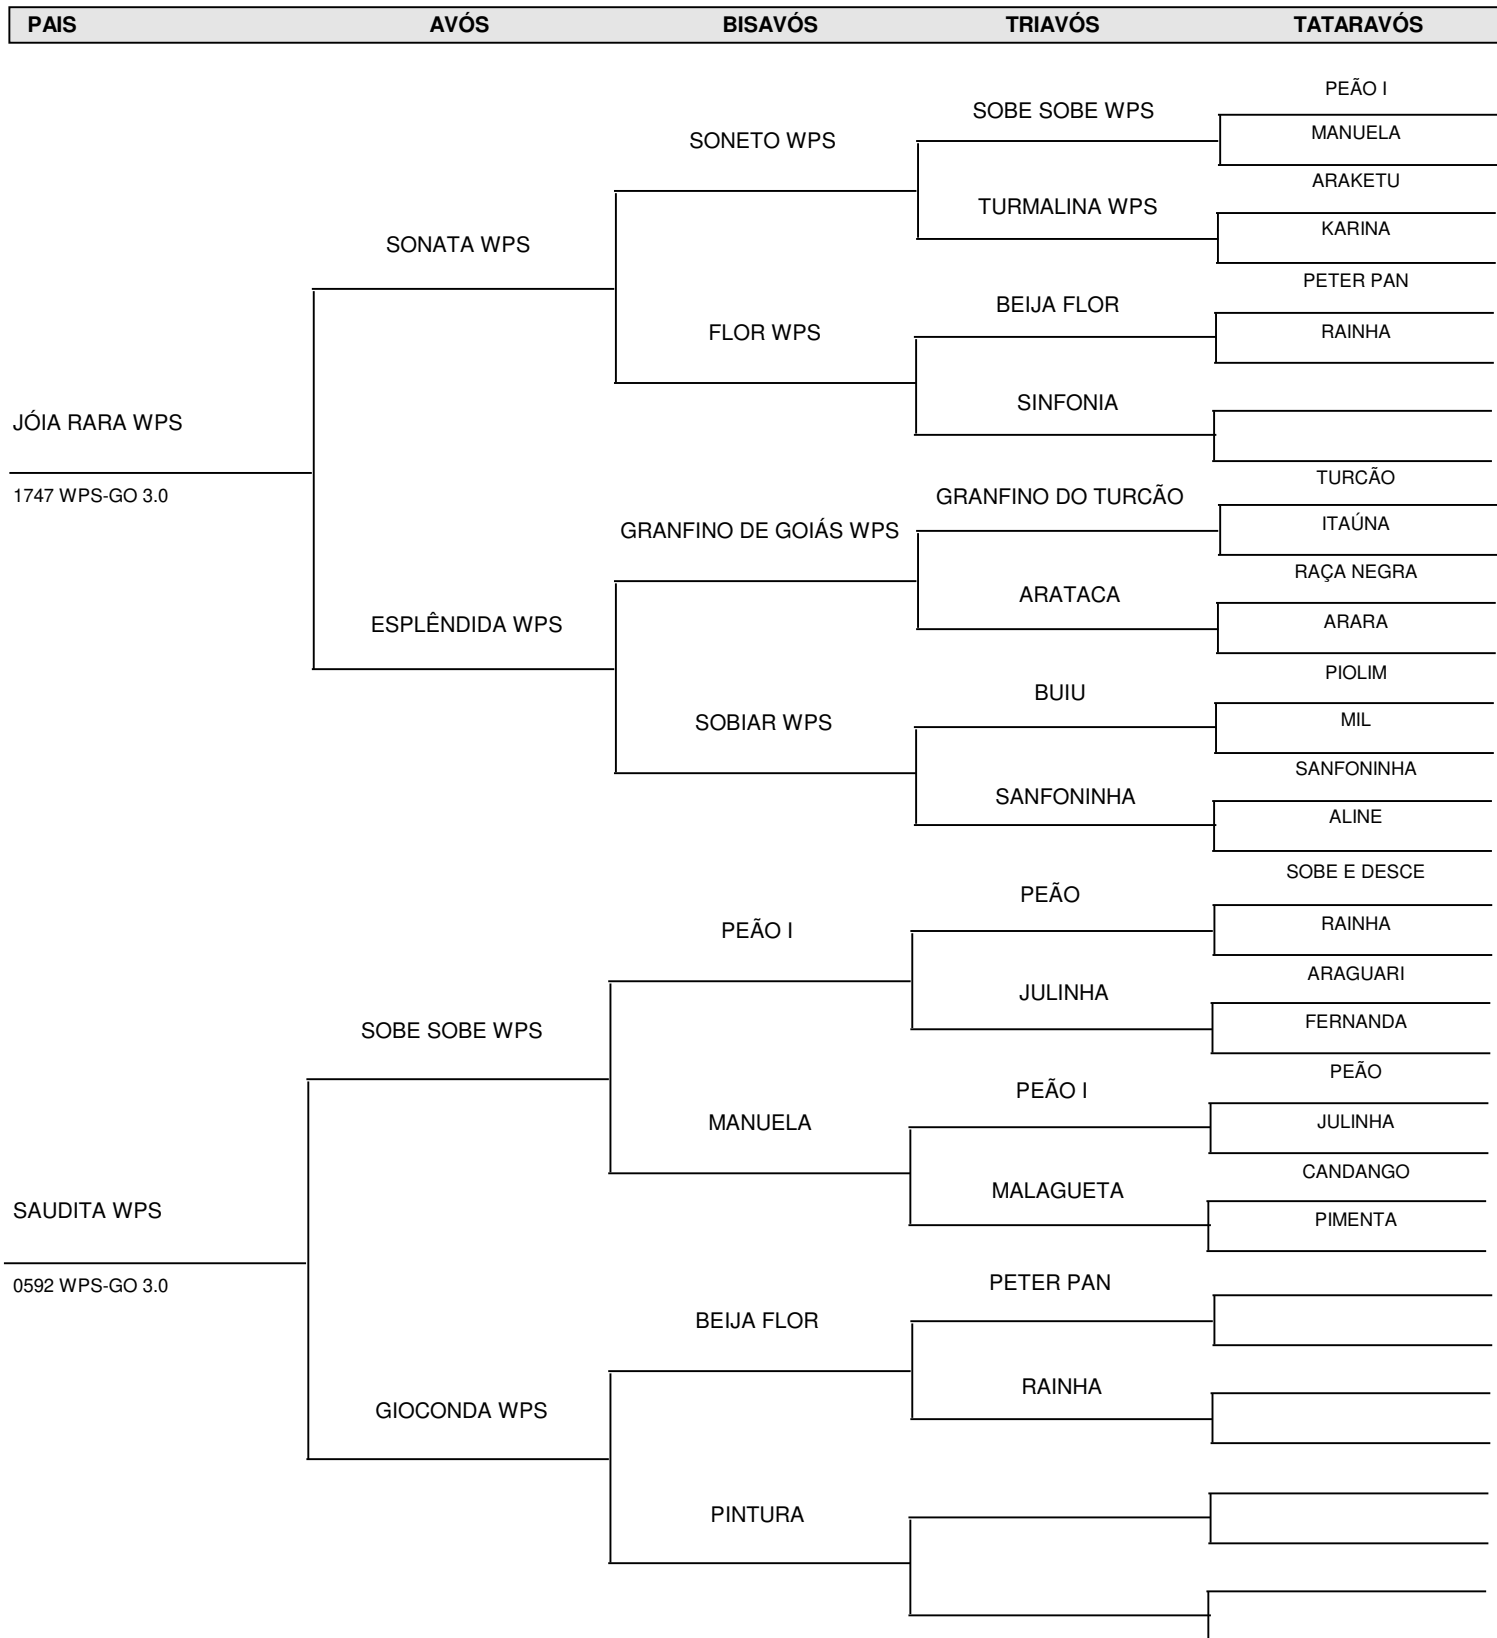 PAIS AVÓS BISAVÓS TRIAVÓS TATARAVÓS
PEÃO I
SOBE SOBE WPS
MANUELA
SONETO WPS
ARAKETU
TURMALINA WPS
KARINA
SONATA WPS
PETER PAN
BEIJA FLOR
RAINHA
FLOR WPS
SINFONIA
JÓIA RARA WPS
TURCÃO
1747 WPS-GO 3.0
GRANFINO DO TURCÃO
ITAÚNA
GRANFINO DE GOIÁS WPS
RAÇA NEGRA
ARATACA
ARARA
ESPLÊNDIDA WPS
PIOLIM
BUIU
MIL
SOBIAR WPS
SANFONINHA
SANFONINHA
ALINE
SOBE E DESCE
PEÃO
RAINHA
PEÃO I
ARAGUARI
JULINHA
FERNANDA
SOBE SOBE WPS
PEÃO
PEÃO I
JULINHA
MANUELA
CANDANGO
MALAGUETA
SAUDITA WPS
PIMENTA
0592 WPS-GO 3.0
PETER PAN
BEIJA FLOR
RAINHA
GIOCONDA WPS
PINTURA